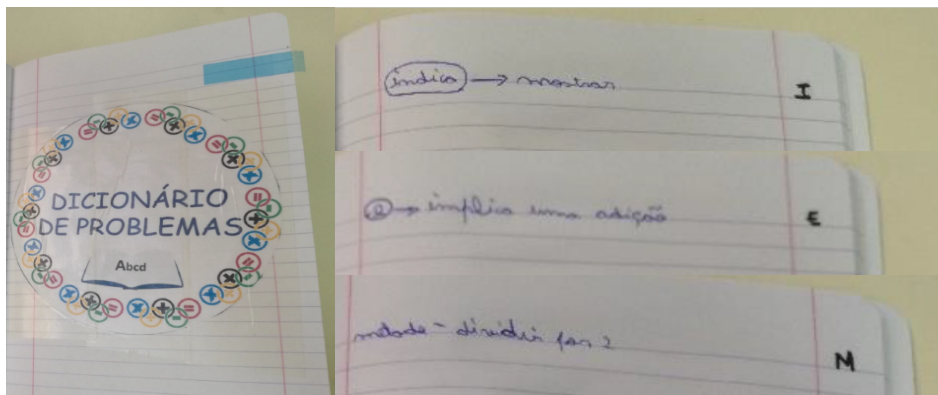 DICIONÁRIO
DE PROBLEMAS
Abcd
indica → mostrar
I
e → implica uma adição
E
metade - dividir por 2
M